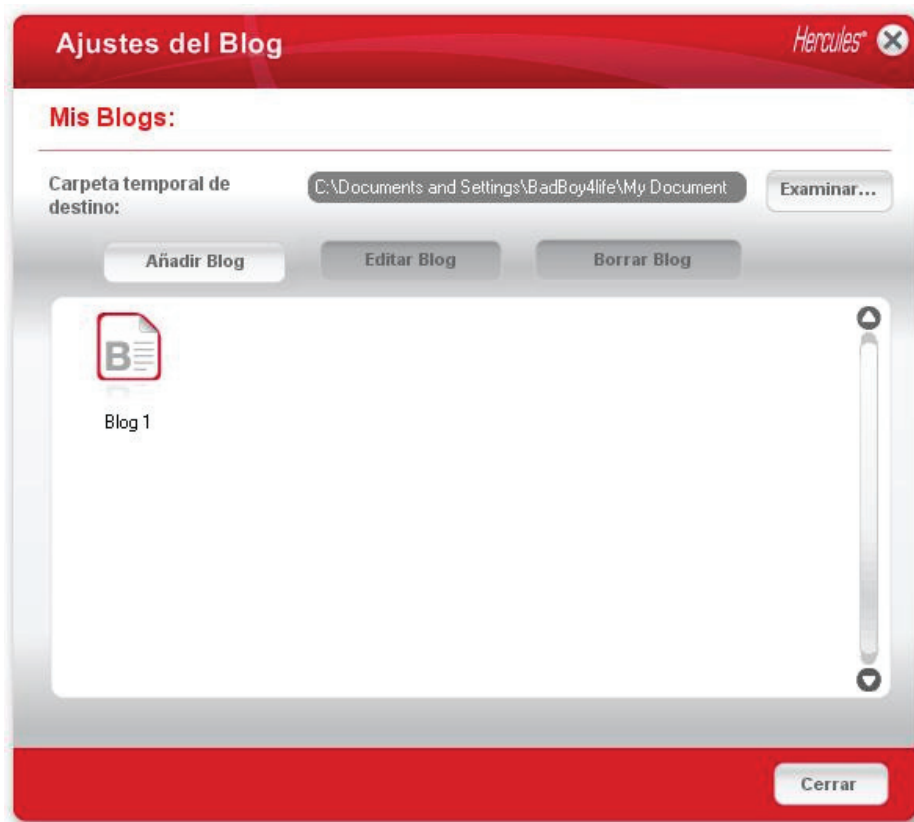 Ajustes del Blog
Hercules®
Mis Blogs:
Carpeta temporal de
destino:
C:\Documents and Settings\BadBoy4life\My Document
Examinar...
Añadir Blog
Editar Blog
Borrar Blog
B
Blog 1
Cerrar